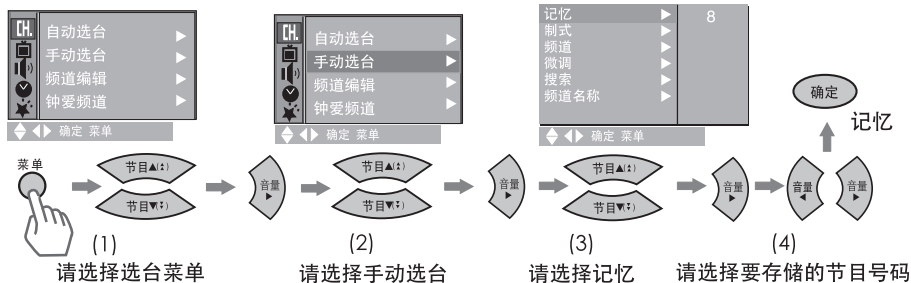 CH.
自动选台
手动选台
频道编辑
钟爱频道
确定 菜单
CH.
自动选台
手动选台
频道编辑
钟爱频道
确定 菜单
记忆 8
制式
频道
微调
搜索
频道名称
确定 菜单
确定
记忆
菜单
节目▲(⯭)
节目▼(⯯)
音量
▶
节目▲(⯭)
节目▼(⯯)
音量
▶
节目▲(⯭)
节目▼(⯯)
音量
▶
音量
◀
音量
▶
(1)
请选择选台菜单
(2)
请选择手动选台
(3)
请选择记忆
(4)
请选择要存储的节目号码